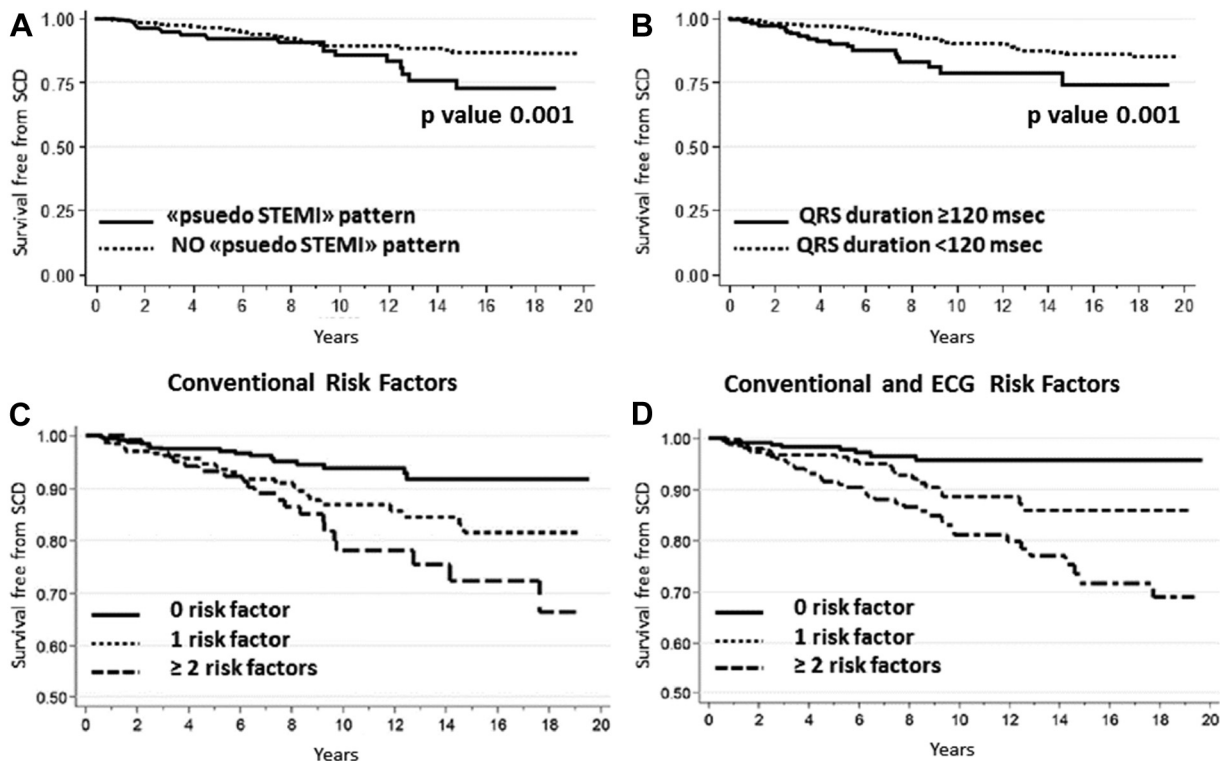 A
Survival free from SCD
1.00
0.75
0.50
0.25
0.00
p value 0.001
«psuedo STEMI» pattern
NO «psuedo STEMI» pattern
0 2 4 6 8 10 12 14 16 18 20
Years
B
Survival free from SCD
1.00
0.75
0.50
0.25
0.00
p value 0.001
QRS duration ≥120 msec
QRS duration <120 msec
0 2 4 6 8 10 12 14 16 18 20
Years
Conventional Risk Factors
C
Survival free from SCD
1.00
0.90
0.80
0.70
0.60
0.50
0 risk factor
1 risk factor
≥ 2 risk factors
0 2 4 6 8 10 12 14 16 18 20
Years
Conventional and ECG Risk Factors
D
Survival free from SCD
1.00
0.90
0.80
0.70
0.60
0.50
0 risk factor
1 risk factor
≥ 2 risk factors
0 2 4 6 8 10 12 14 16 18 20
Years